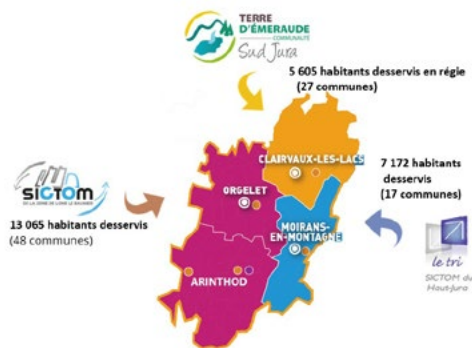 TERRE
D'ÉMERAUDE
COMMUNAUTÉ
Sud Jura
5 605 habitants desservis en régie
(27 communes)
CLAIRVAUX-LES-LACS
7 172 habitants
desservis
(17 communes)
ORGELET
SICTOM
13 065 habitants desservis
(48 communes)
MOIRANS-
EN-MONTAGNE
le tri
SICTOM du
Haut-Jura
ARINTHOD